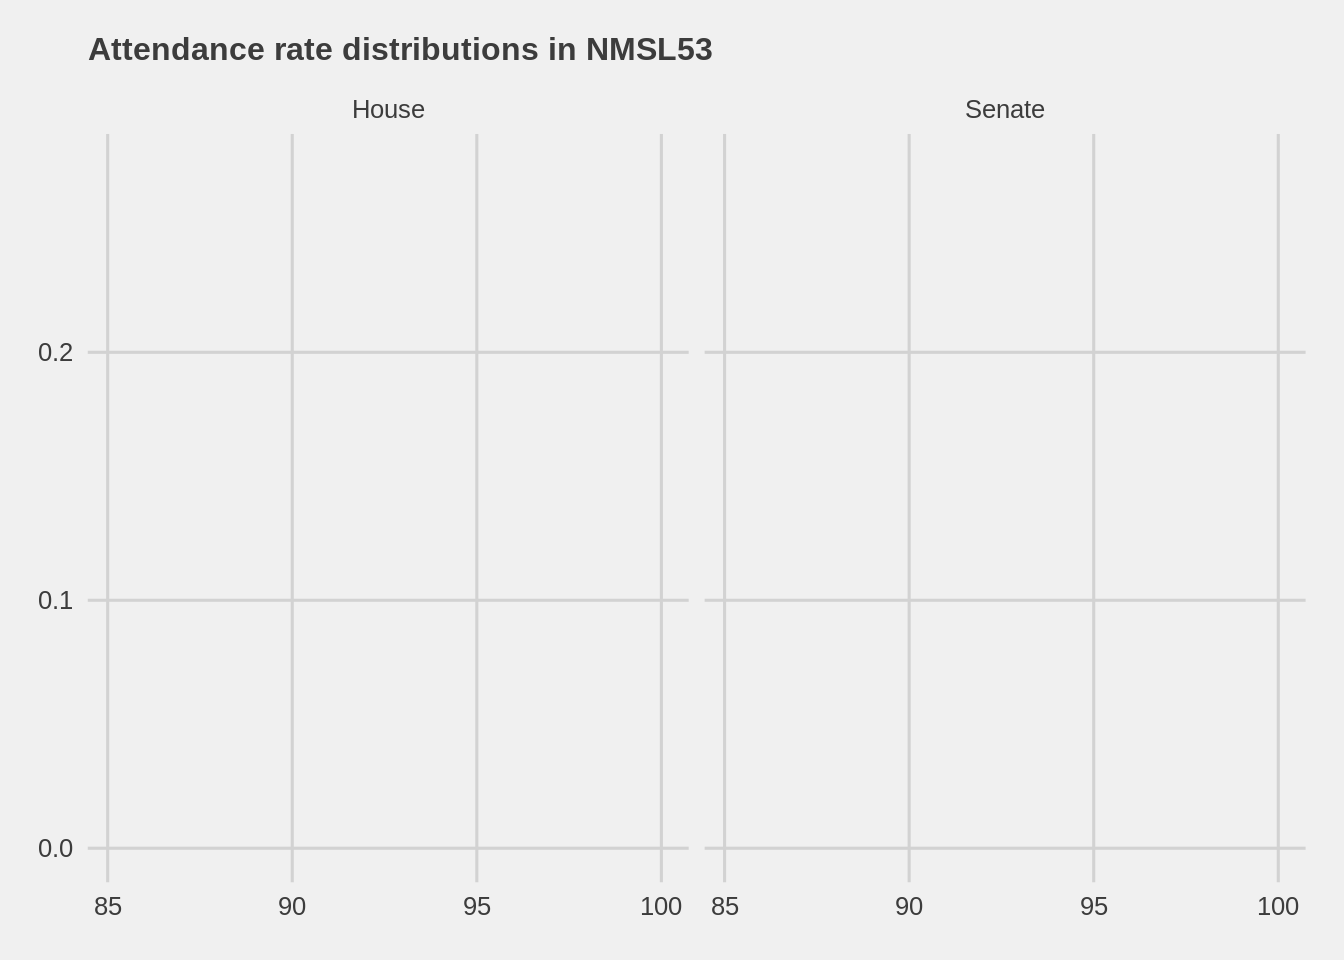 Attendance rate distributions in NMSL53
House Senate
0.2
0.1
0.0
85 90 95 100 85 90 95 100